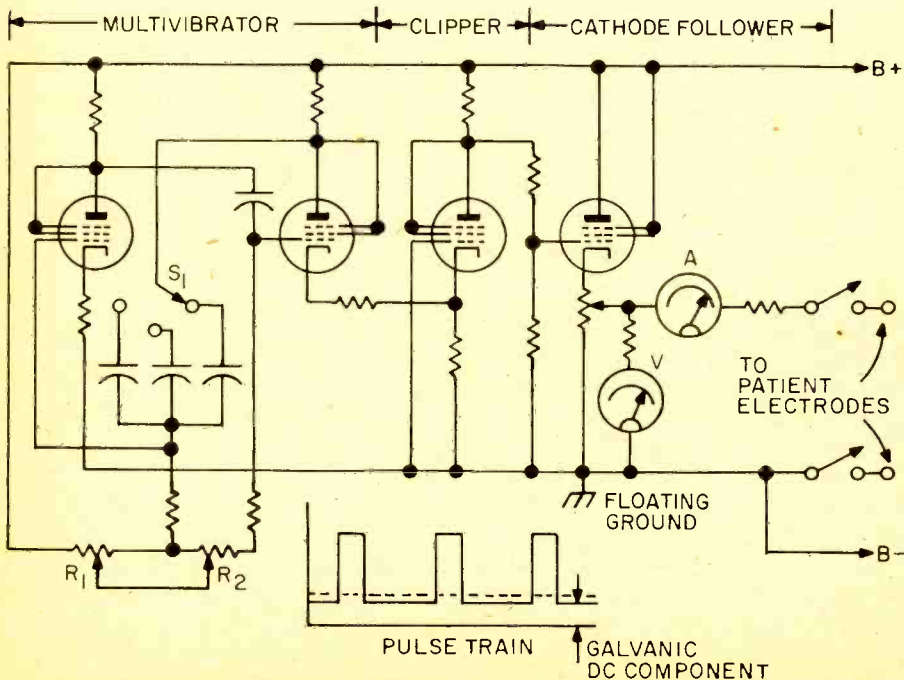 MULTIVIBRATOR
CLIPPER
CATHODE FOLLOWER
B+
S1
A
V
TO
PATIENT
ELECTRODES
FLOATING
GROUND
R1
R2
B-
PULSE TRAIN
GALVANIC
DC COMPONENT